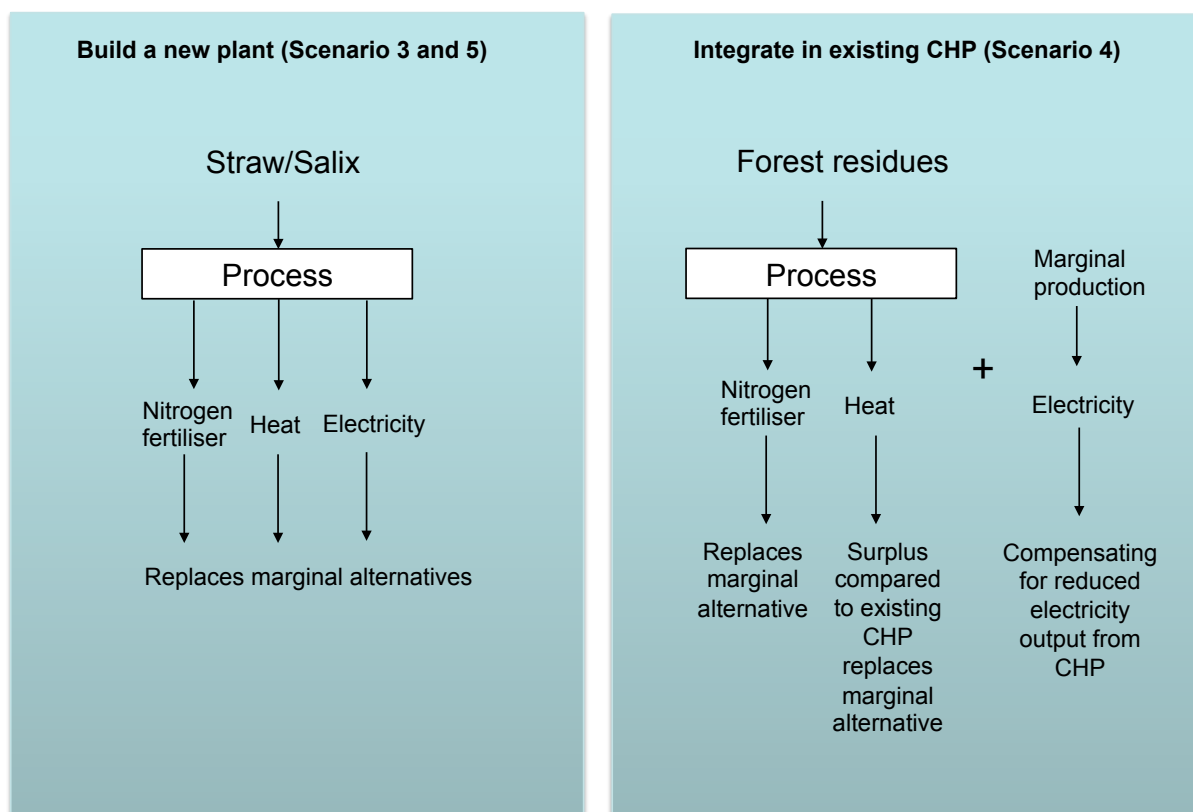 Build a new plant (Scenario 3 and 5)
Straw/Salix
Process
Nitrogen
fertiliser
Heat
Electricity
Replaces marginal alternatives
Integrate in existing CHP (Scenario 4)
Forest residues
Process
Marginal
production
+
Nitrogen
fertiliser
Heat
Electricity
Replaces
marginal
alternative
Surplus
compared
to existing
CHP
replaces
marginal
alternative
Compensating
for reduced
electricity
output from
CHP